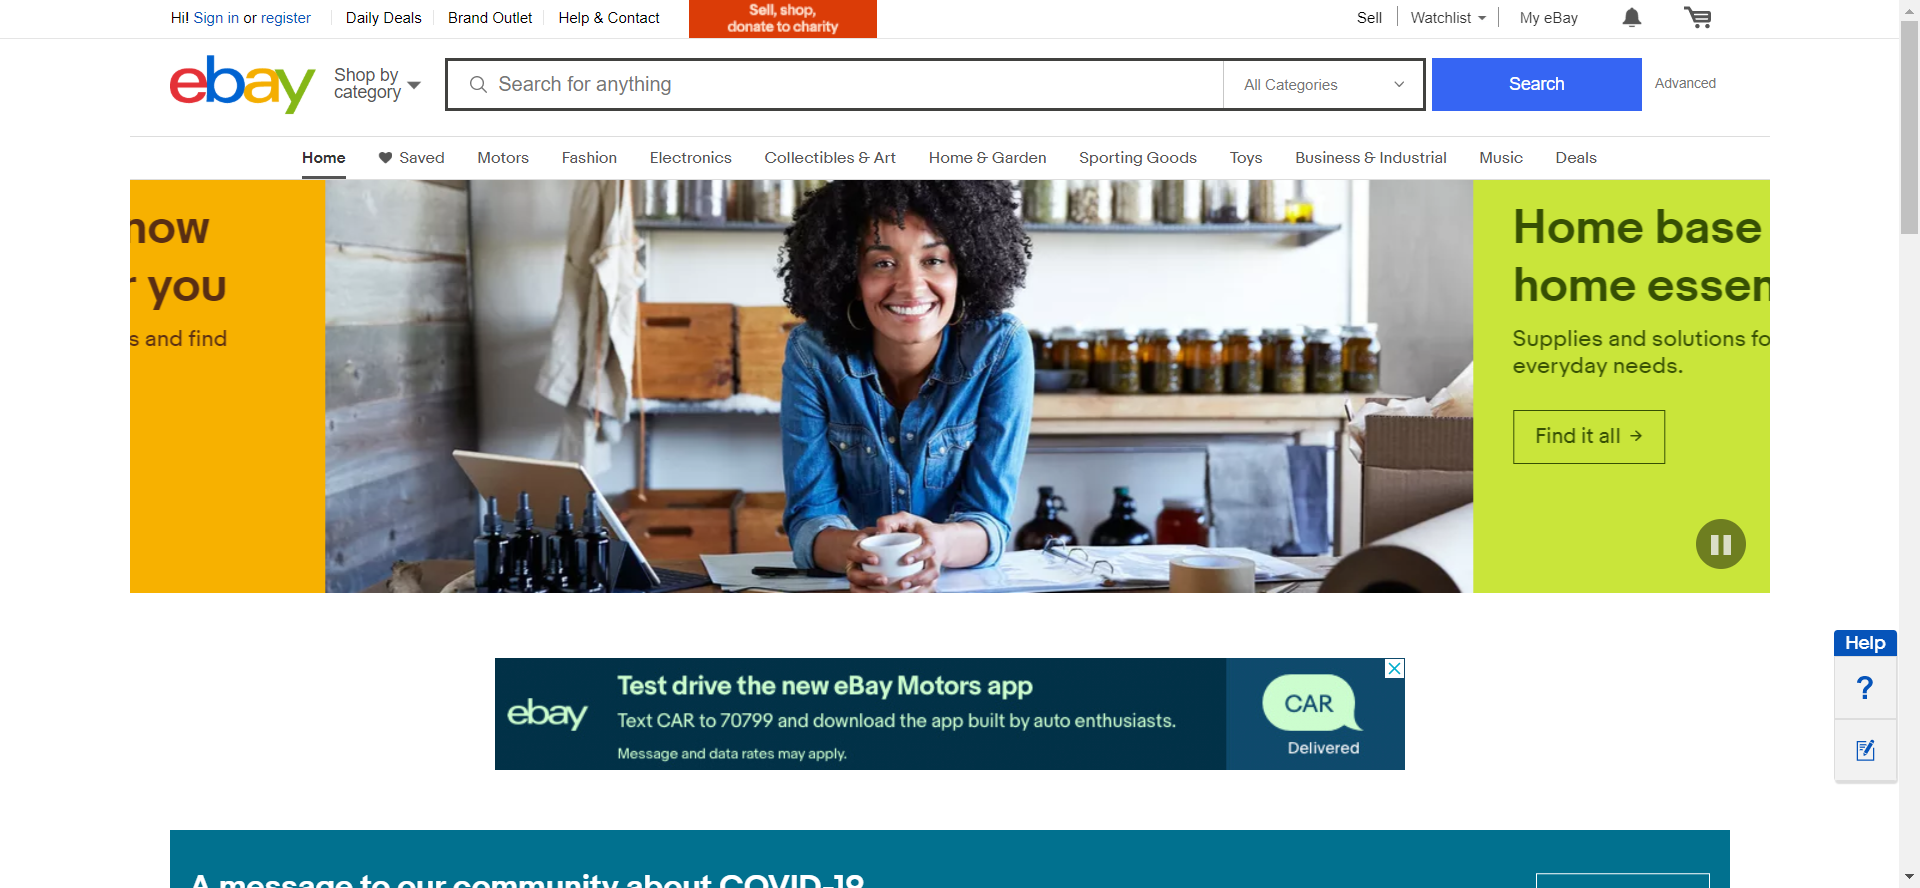 Hi! Sign in or register
Daily Deals
Brand Outlet
Help & Contact
Sell, shop,
donate to charity
Sell
Watchlist
My eBay
ebay
Shop by
category
Search for anything
All Categories
Search
Advanced
Home
Saved
Motors
Fashion
Electronics
Collectibles & Art
Home & Garden
Sporting Goods
Toys
Business & Industrial
Music
Deals
you
s and find
Home base
home essen
Supplies and solutions fo
everyday needs.
Find it all →
Help
?
ebay
Test drive the new eBay Motors app
Text CAR to 70799 and download the app built by auto enthusiasts.
Message and data rates may apply.
CAR
Delivered
A message to our community about COVID-19